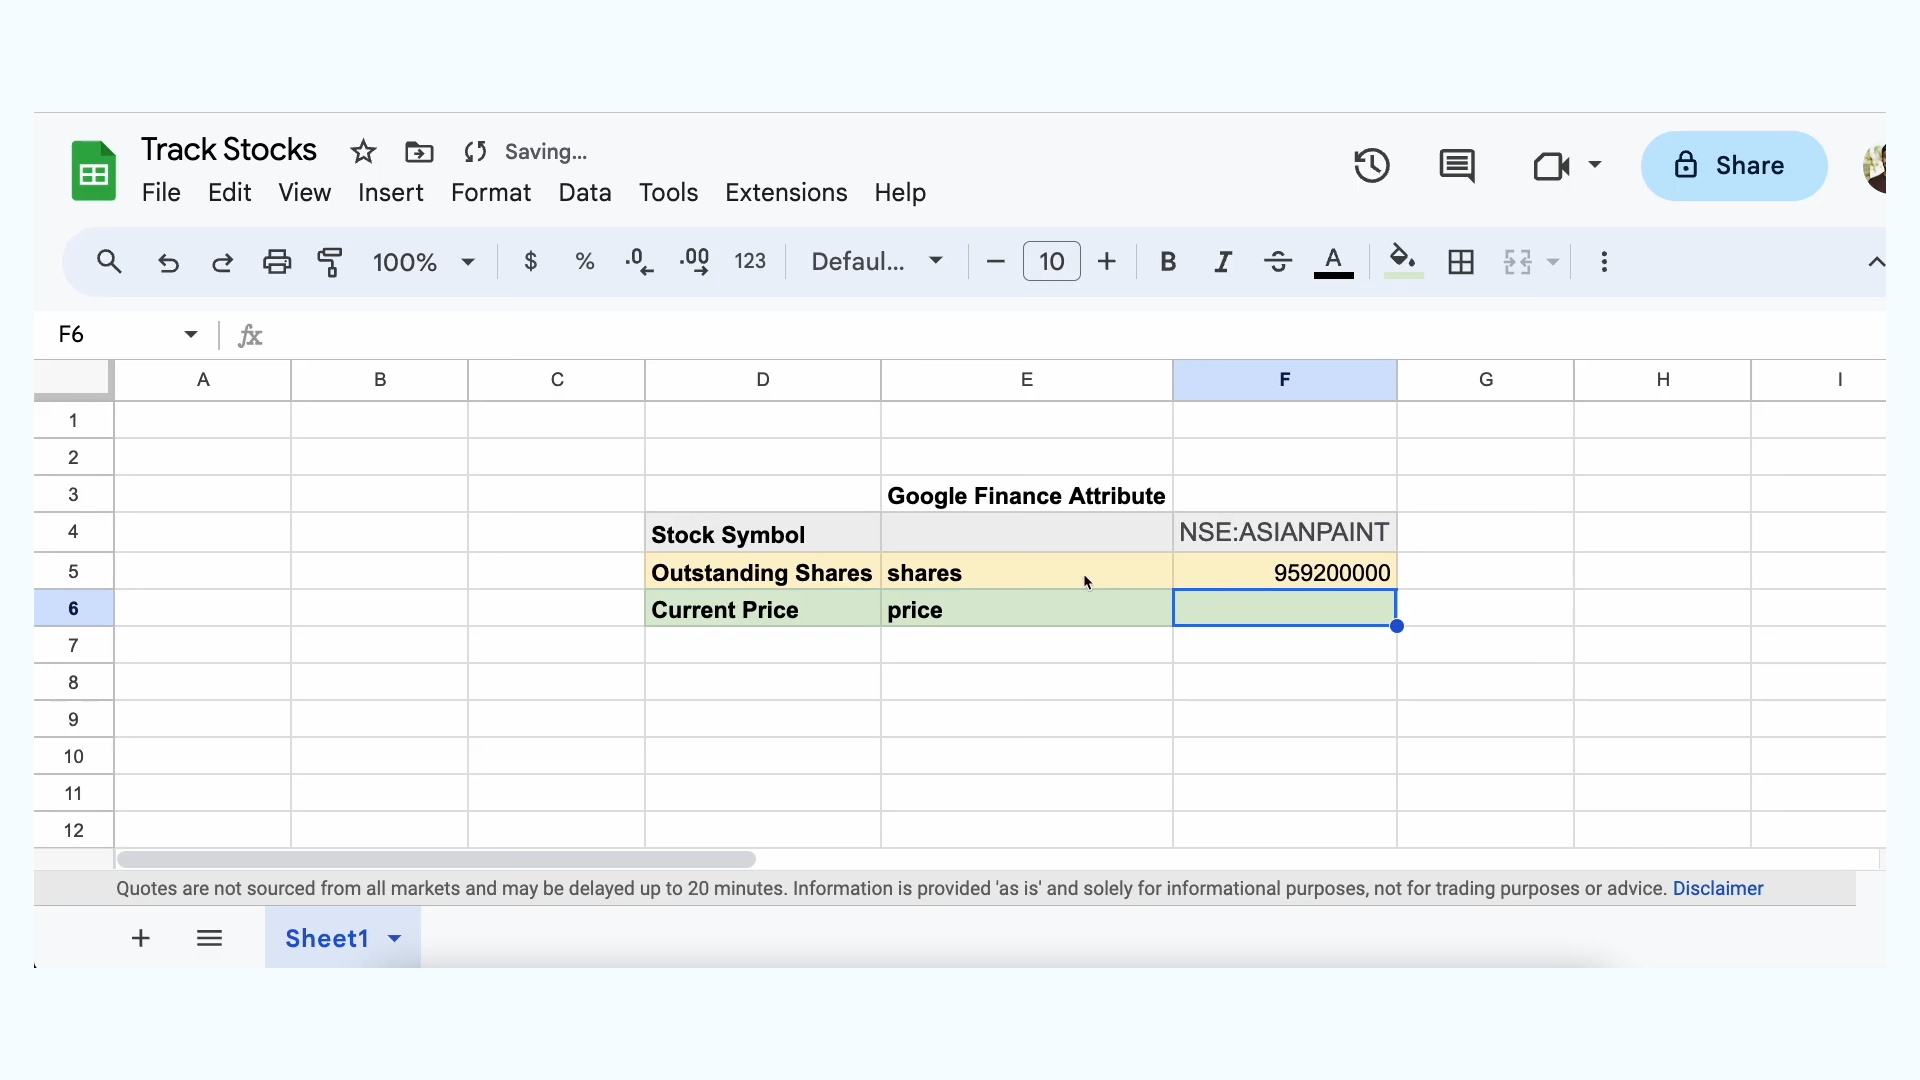 Track Stocks Saving...
File Edit View Insert Format Data Tools Extensions Help
Share
100% $ % .0 .00 123 Defaul... 10 B I S A
F6 fx
A B C D E F G H I
1
2
3 Google Finance Attribute
4 Stock Symbol NSE:ASIANPAINT
5 Outstanding Shares shares 959200000
6 Current Price price
7
8
9
10
11
12
Quotes are not sourced from all markets and may be delayed up to 20 minutes. Information is provided 'as is' and solely for informational purposes, not for trading purposes or advice. Disclaimer
Sheet1